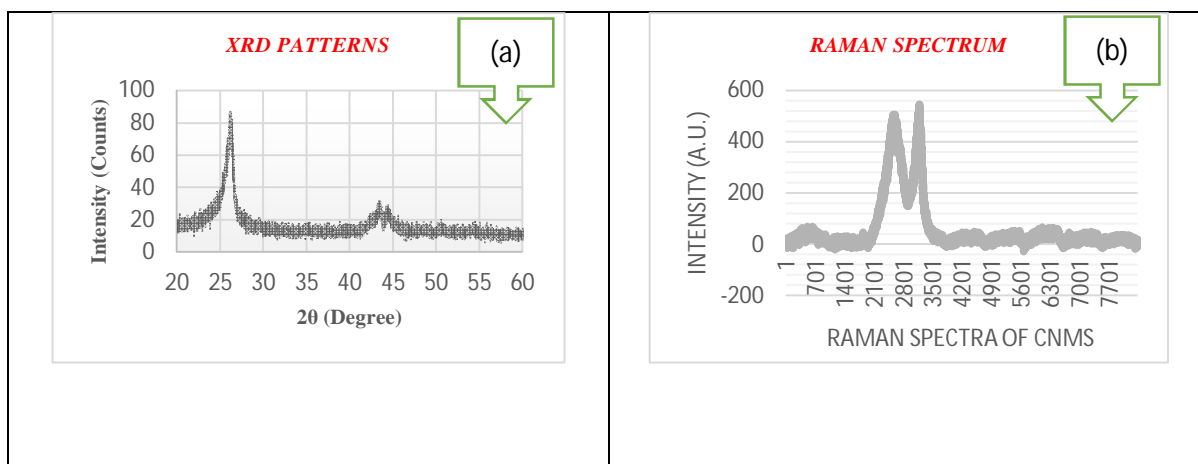 XRD PATTERNS
(a)
Intensity (Counts)
100
80
60
40
20
0
20 25 30 35 40 45 50 55 60
2θ (Degree)
RAMAN SPECTRUM
(b)
INTENSITY (A.U.)
600
400
200
0
-200
1 701 1401 2101 2801 3501 4201 4901 5601 6301 7001 7701
RAMAN SPECTRA OF CNMS